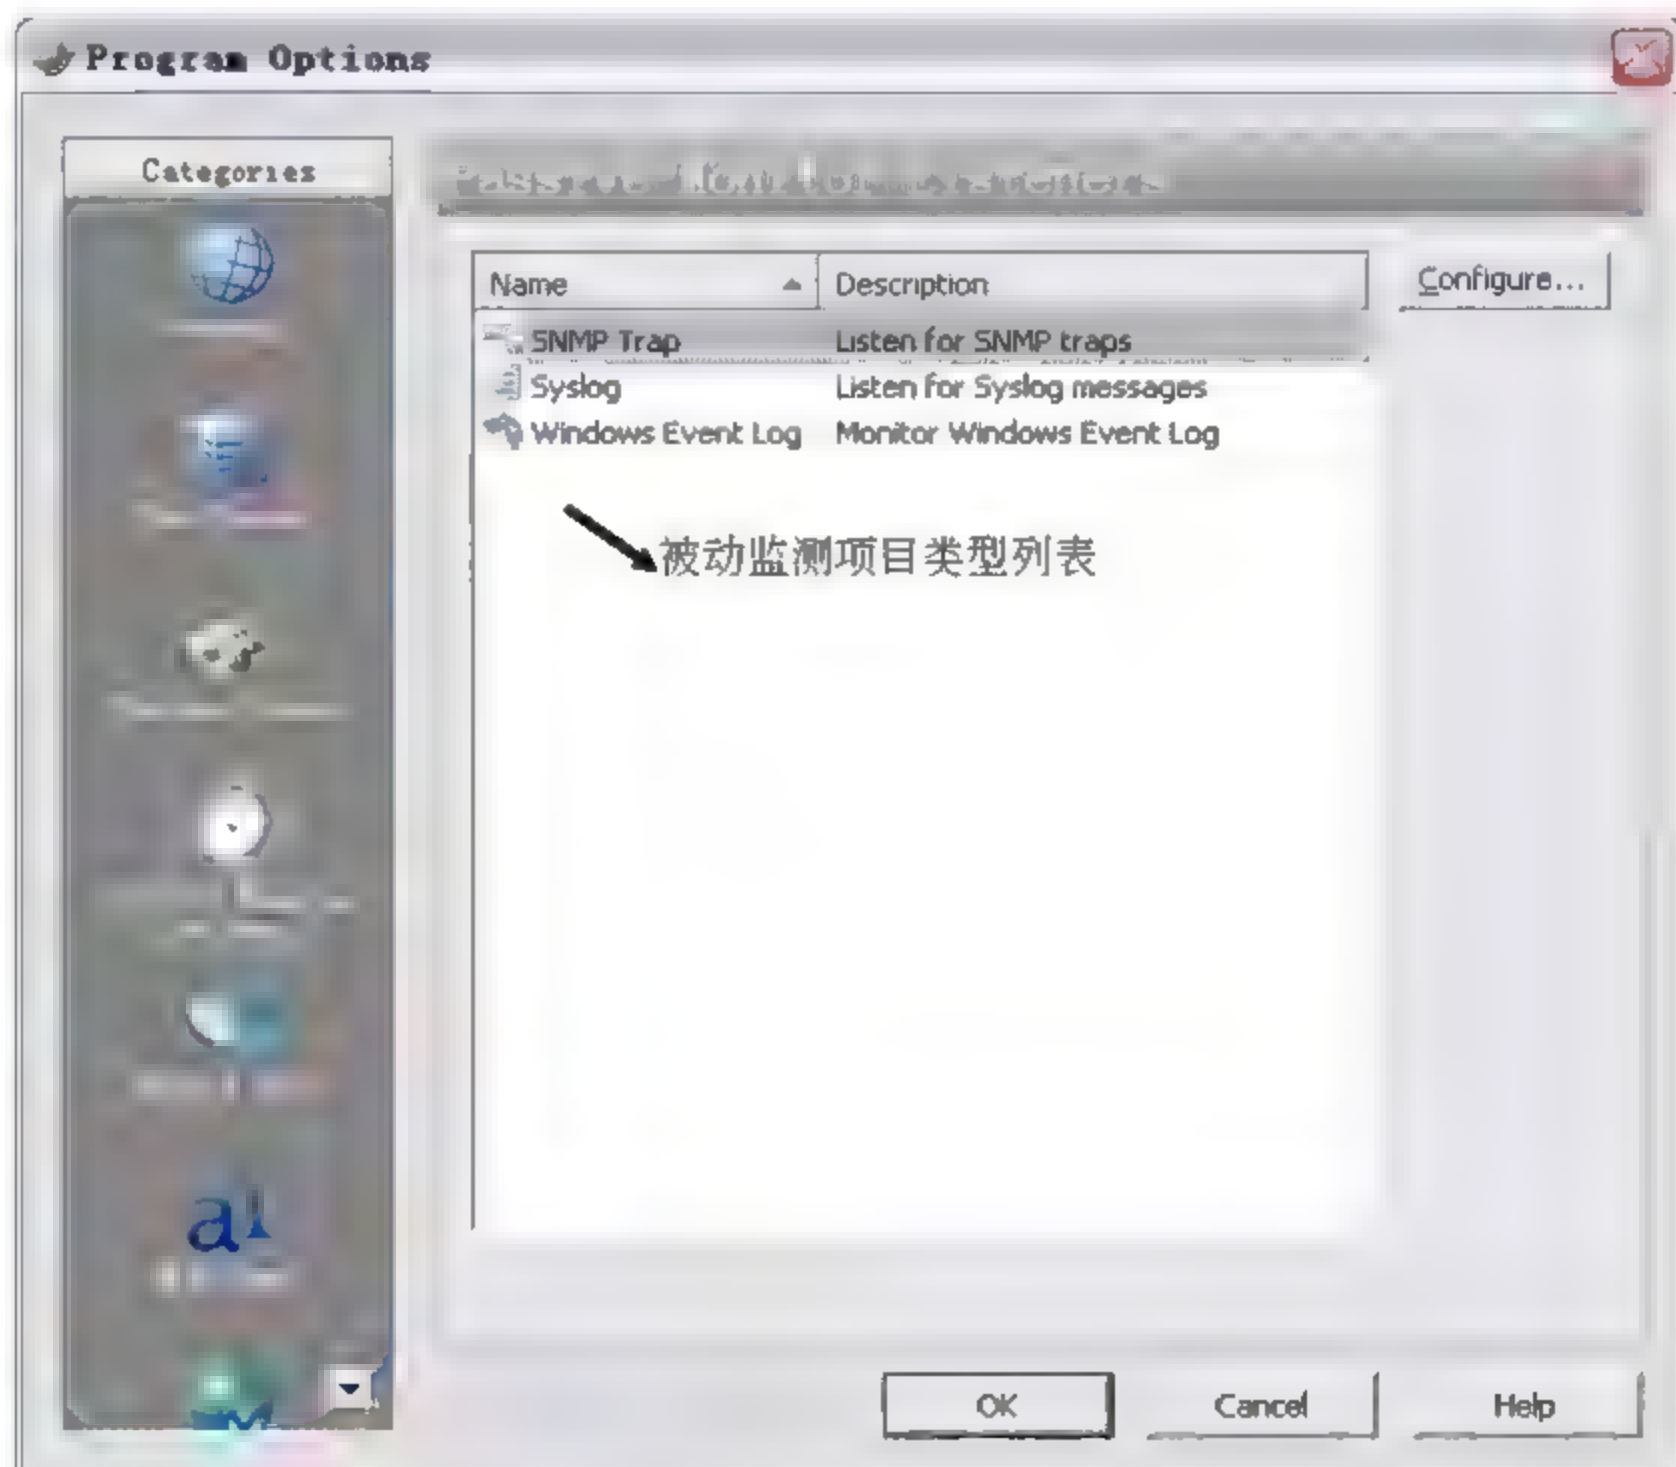 Program Options
Categories
Name Description
Configure...
SNMP Trap Listen for SNMP traps
Syslog Listen for Syslog messages
Windows Event Log Monitor Windows Event Log
被动监测项目类型列表
OK Cancel Help